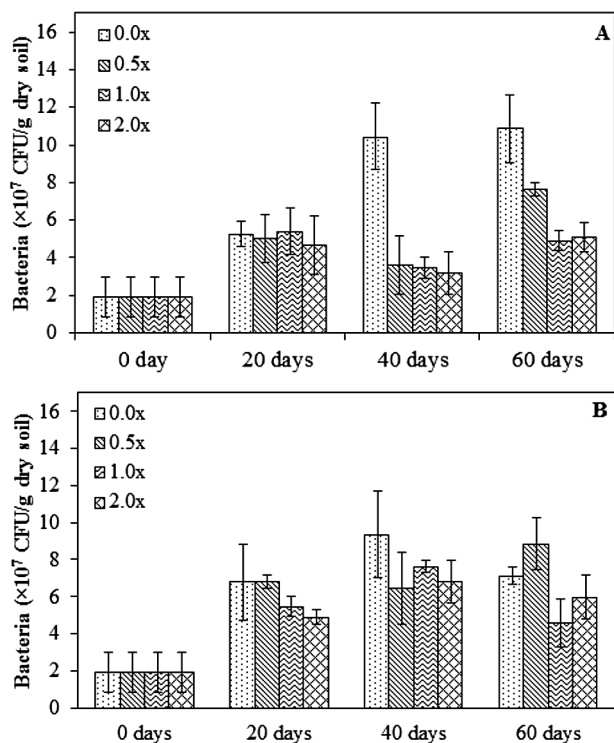 A
16
14
12
10
8
6
4
2
0
Bacteria (×10⁷ CFU/g dry soil)
0.0x
0.5x
1.0x
2.0x
0 day 20 days 40 days 60 days
B
16
14
12
10
8
6
4
2
0
Bacteria (×10⁷ CFU/g dry soil)
0.0x
0.5x
1.0x
2.0x
0 days 20 days 40 days 60 days